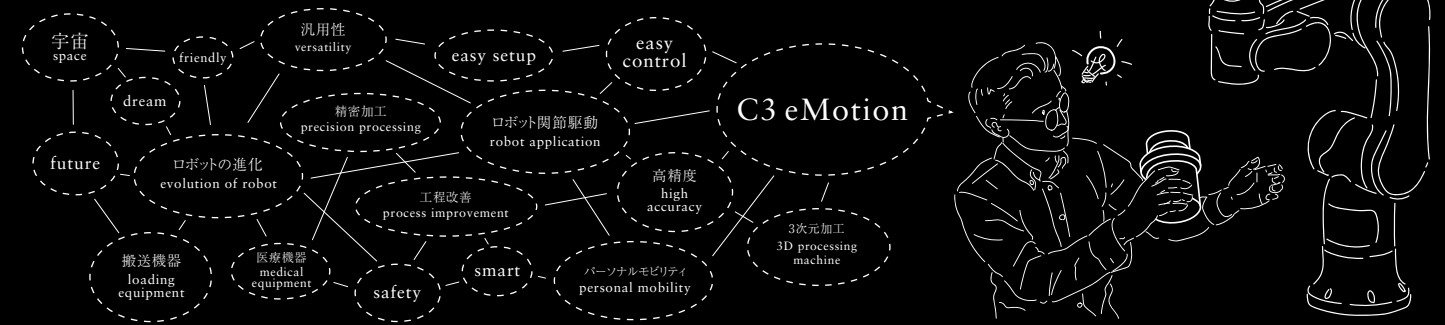 宇宙
space
friendly
汎用性
versatility
easy setup
easy
control
dream
精密加工
precision processing
ロボット関節駆動
robot application
C3 eMotion
future
ロボットの進化
evolution of robot
工程改善
process improvement
高精度
high
accuracy
3次元加工
3D processing
machine
搬送機器
loading
equipment
医療機器
medical
equipment
safety
smart
パーソナルモビリティ
personal mobility